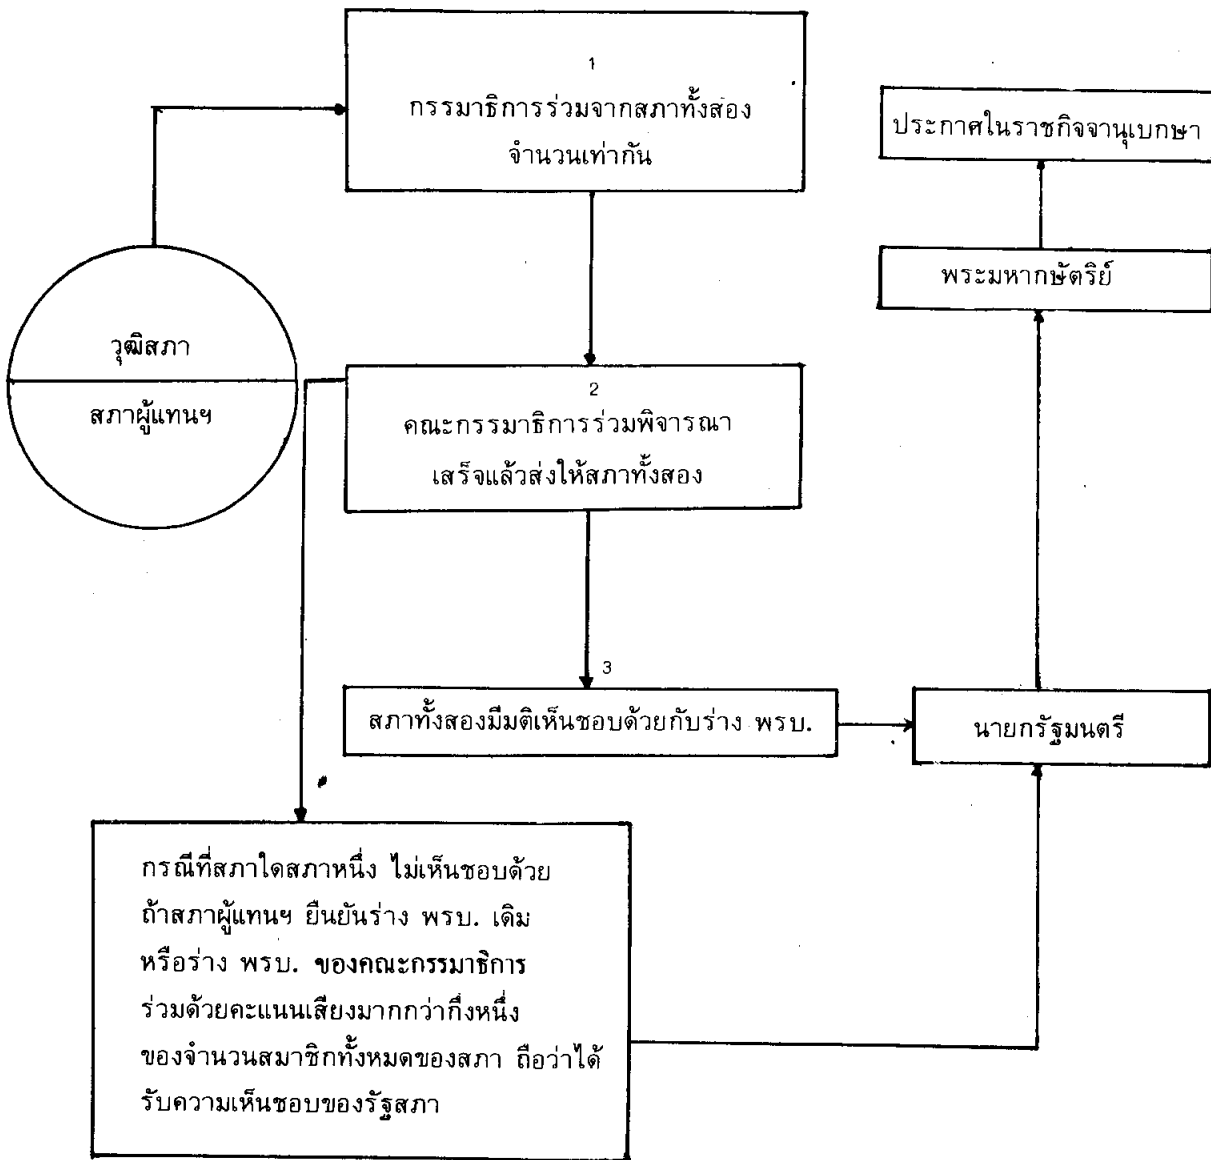 1
กรรมาธิการร่วมจากสภาทั้งสอง
จำนวนเท่ากัน
ประกาศในราชกิจจานุเบกษา
พระมหากษัตริย์
วุฒิสภา
สภาผู้แทนฯ
2
คณะกรรมาธิการร่วมพิจารณา
เสร็จแล้วส่งให้สภาทั้งสอง
3
สภาทั้งสองมีมติเห็นชอบด้วยกับร่าง พรบ.
นายกรัฐมนตรี
กรณีที่สภาใดสภาหนึ่ง ไม่เห็นชอบด้วย
ถ้าสภาผู้แทนฯ ยืนยันร่าง พรบ. เดิม
หรือร่าง พรบ. ของคณะกรรมาธิการ
ร่วมด้วยคะแนนเสียงมากกว่ากึ่งหนึ่ง
ของจำนวนสมาชิกทั้งหมดของสภา ถือว่าได้
รับความเห็นชอบของรัฐสภา